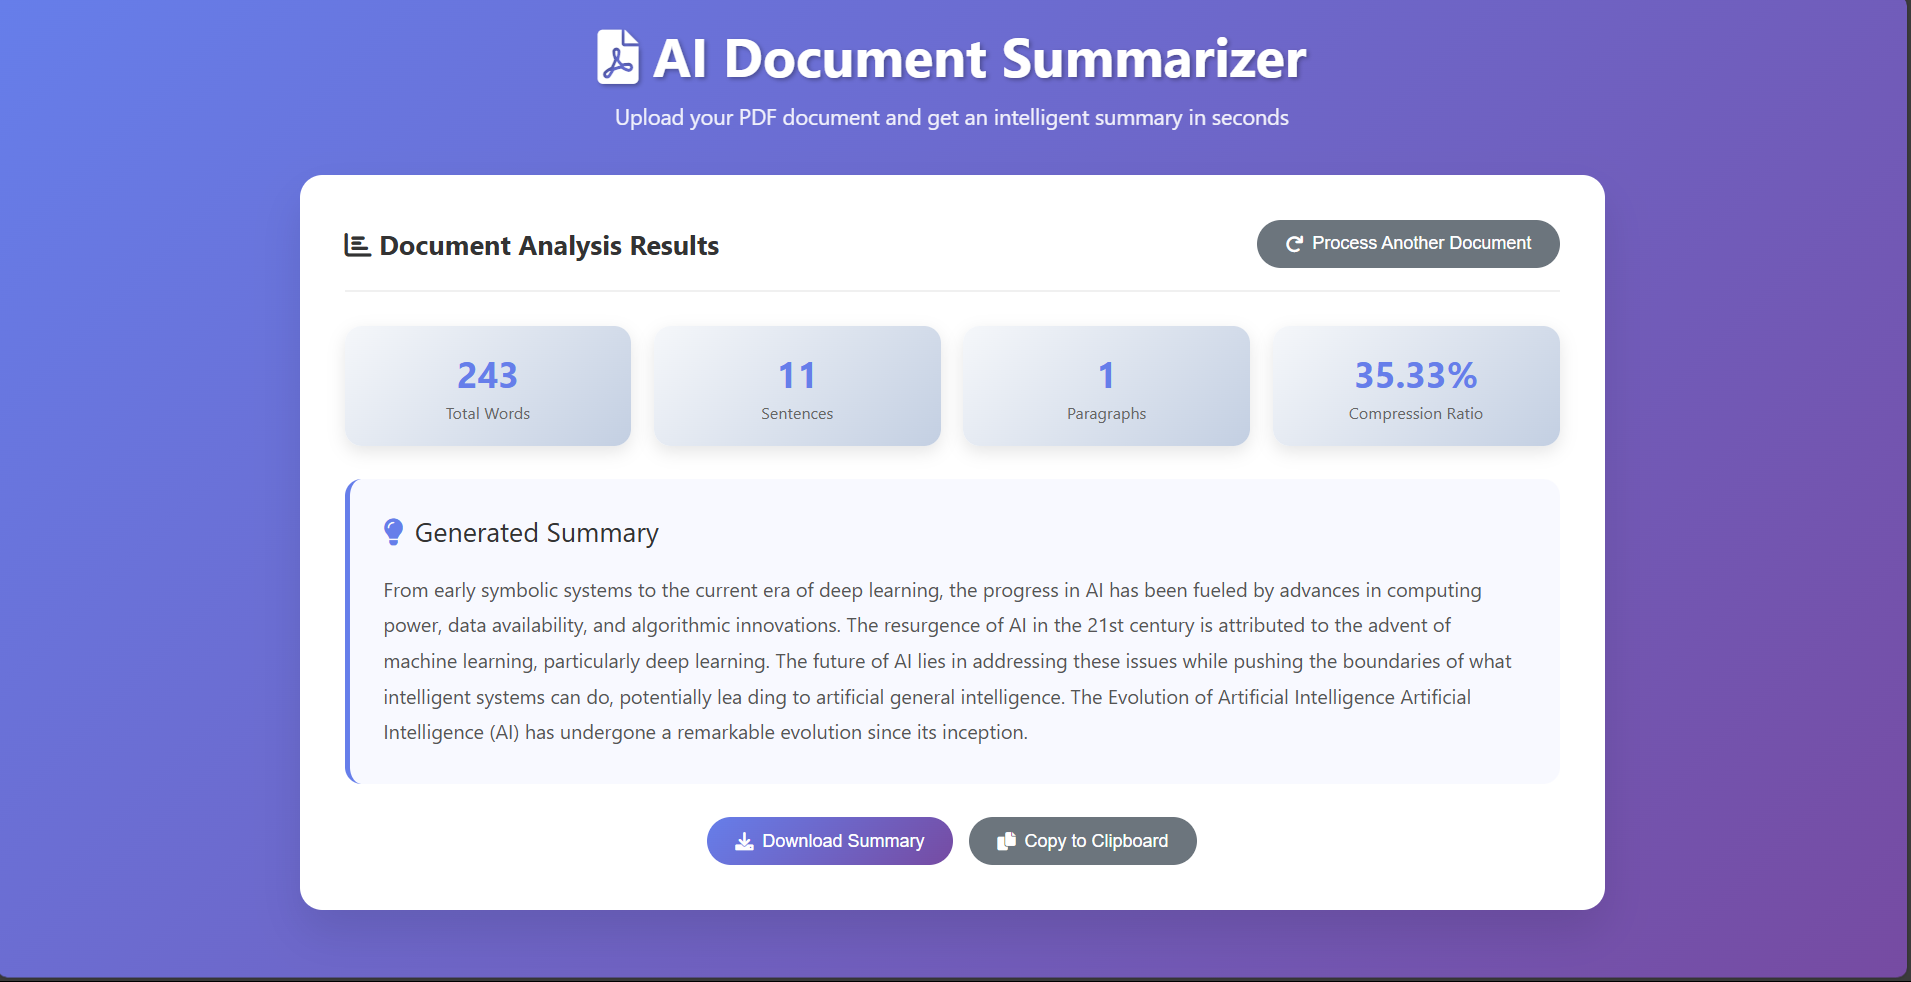 AI Document Summarizer
Upload your PDF document and get an intelligent summary in seconds
Document Analysis Results
Process Another Document
243
Total Words
11
Sentences
1
Paragraphs
35.33%
Compression Ratio
Generated Summary
From early symbolic systems to the current era of deep learning, the progress in AI has been fueled by advances in computing
power, data availability, and algorithmic innovations. The resurgence of AI in the 21st century is attributed to the advent of
machine learning, particularly deep learning. The future of AI lies in addressing these issues while pushing the boundaries of what
intelligent systems can do, potentially lea ding to artificial general intelligence. The Evolution of Artificial Intelligence Artificial
Intelligence (AI) has undergone a remarkable evolution since its inception.
Download Summary
Copy to Clipboard